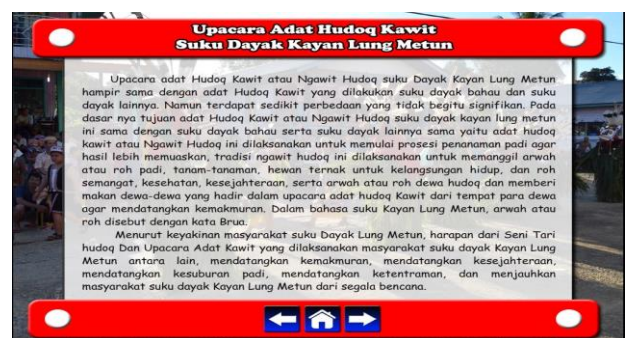 Upacara Adat Hudoq Kawit
Suku Dayak Kayan Lung Metun
Upacara adat Hudoq Kawit atau Ngawit Hudoq suku Dayak Kayan Lung Metun
hampir sama dengan adat Hudoq Kawit yang dilakukan suku dayak bahau dan suku
dayak lainnya. Namun terdapat sedikit perbedaan yang tidak begitu signifikan. Pada
dasar nya tujuan adat Hudoq Kawit atau Ngawit Hudoq suku dayak kayan lung metun
ini sama dengan suku dayak bahau serta suku dayak lainnya sama yaitu adat hudoq
kawit atau Ngawit Hudoq ini dilaksanakan untuk memulai prosesi penanaman padi agar
hasil lebih memuaskan, tradisi ngawit hudoq ini dilaksanakan untuk memanggil arwah
atau roh padi, tanam-tanaman, hewan ternak untuk kelangsungan hidup, dan roh
semangat, kesehatan, kesejahteraan, serta arwah atau roh dewa hudoq dan memberi
makan dewa-dewa yang hadir dalam upacara adat hudoq Kawit dari tempat para dewa
agar mendatangkan kemakmuran. Dalam bahasa suku Kayan Lung Metun, arwah atau
roh disebut dengan kata Brua.
Menurut keyakinan masyarakat suku Dayak Lung Metun, harapan dari Seni Tari
hudoq Dan Upacara Adat Kawit yang dilaksanakan masyarakat suku dayak Kayan Lung
Metun antara lain, mendatangkan kemakmuran, mendatangkan kesejahteraan,
mendatangkan kesuburan padi, mendatangkan ketentraman, dan menjauhkan
masyarakat suku dayak Kayan Lung Metun dari segala bencana.